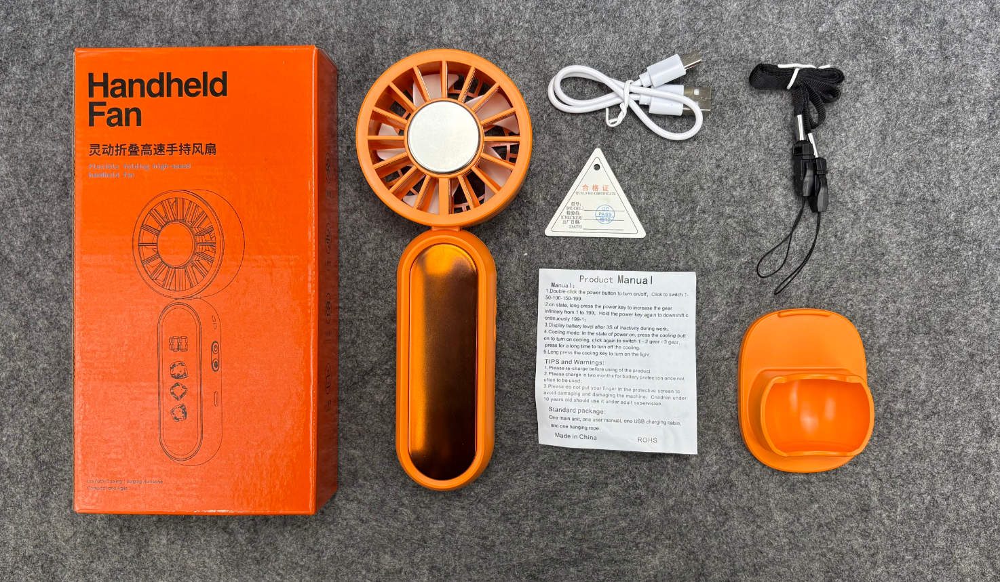 Handheld
Fan
灵动折叠高速手持风扇
Flexible folding high-speed
handheld fan
Compact and Agile
合格证
QUALIFIED CERTIFICATE
型号:
(MODEL)
检验员:
(CHECKER)
出厂日期:
(DATE)
QC
PASS
Product Manual
Manual:
1.Double-click the power button to turn on/off, Click to switch 1-
50-100-150-199.
2.on state, long press the power key to increase the gear
infinitely from 1 to 199, Hold the power key again to downshift c
ontinuously 199-1;
3.Display battery level after 3S of inactivity during work;
4.Cooling mode: In the state of power on, press the cooling butt
on to turn on cooling, click again to switch 1 - 2 gear - 3 gear,
press for a long time to turn off the cooling.
5.Long press the cooling key to turn on the light.
TIPS and Warnings:
1.Please re-charge before using of the product;
2.Please charge in two months for battery protection once not
often to be used;
3.Please do not put your finger in the protective screen to
avoid damaging and damaging the machine; Children under
10 years old should use it under adult supervision.
Standard package:
One main unit, one user manual, one USB charging cable,
and one hanging rope.
Made in China
ROHS